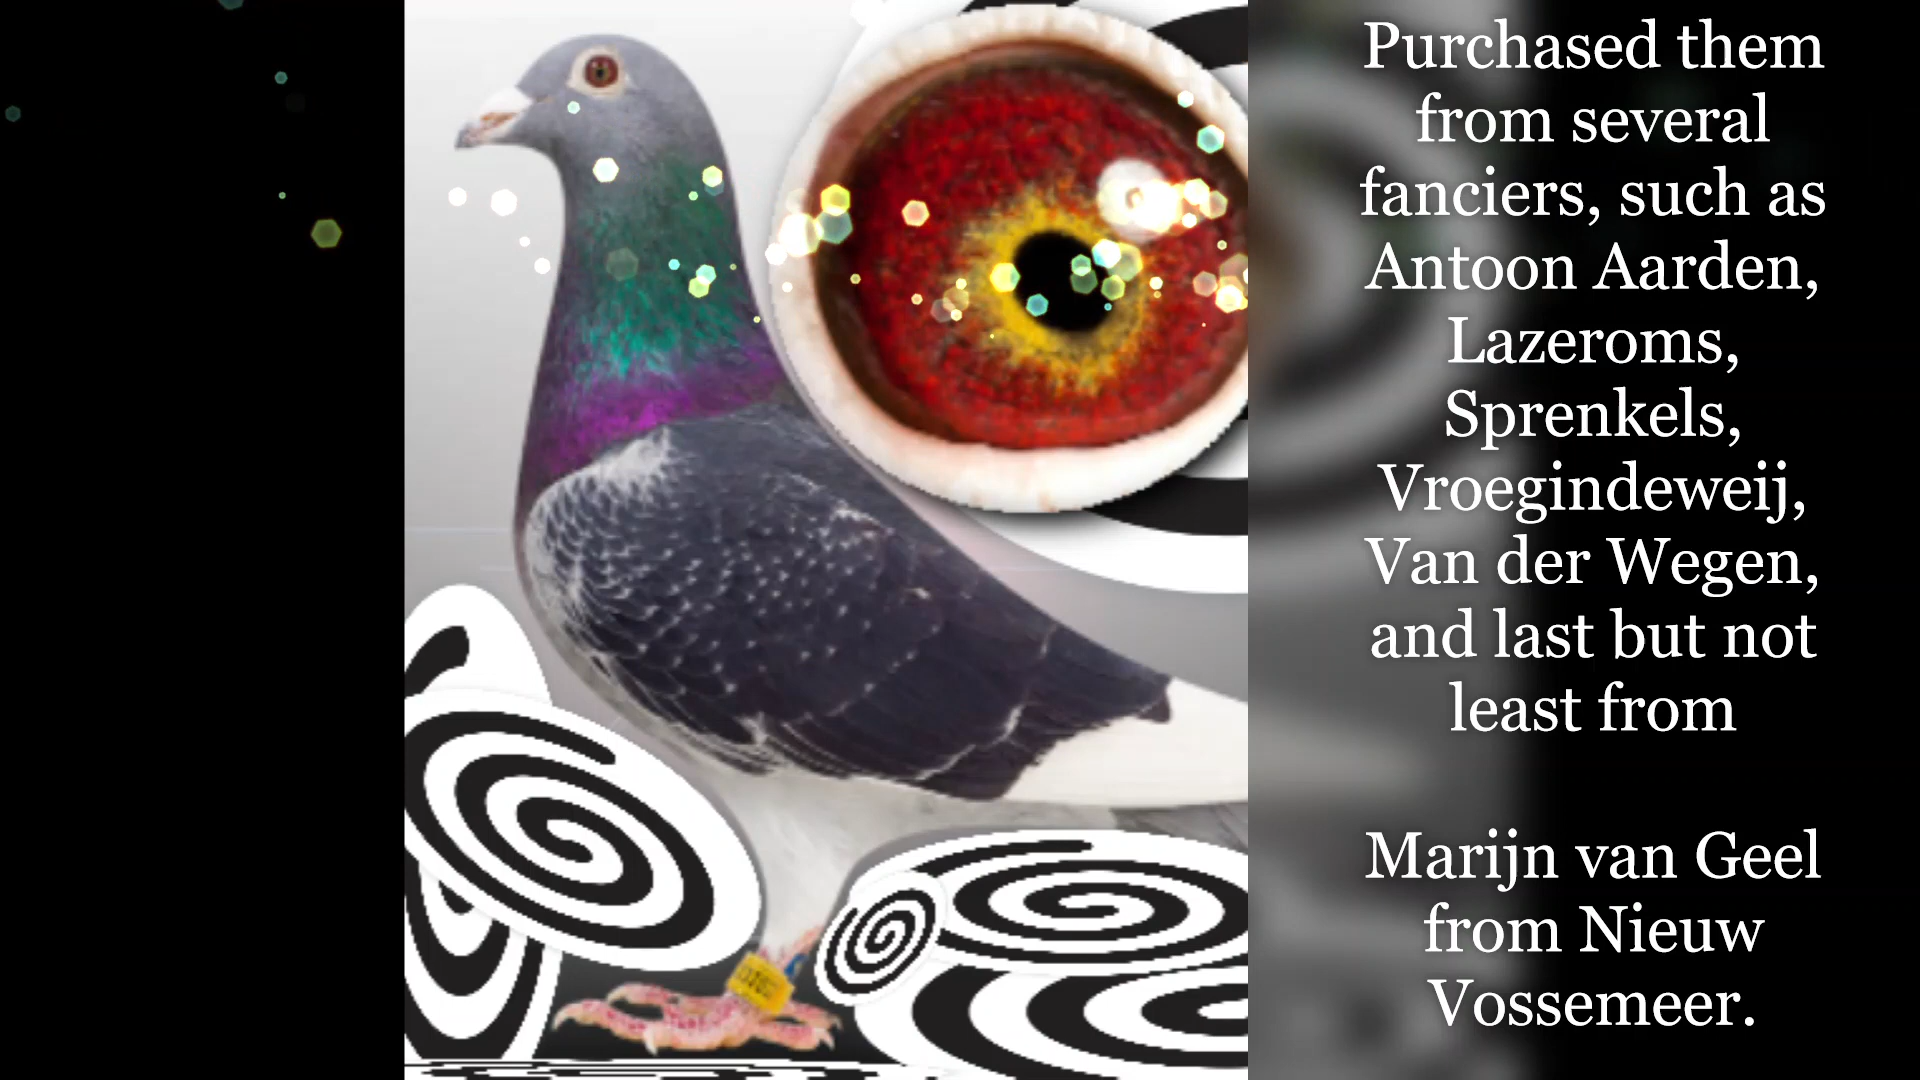 Purchased them
from several
fanciers, such as
Antoon Aarden,
Lazeroms,
Sprenkels,
Vroegindeweij,
Van der Wegen,
and last but not
least from
Marijn van Geel
from Nieuw
Vossemeer.